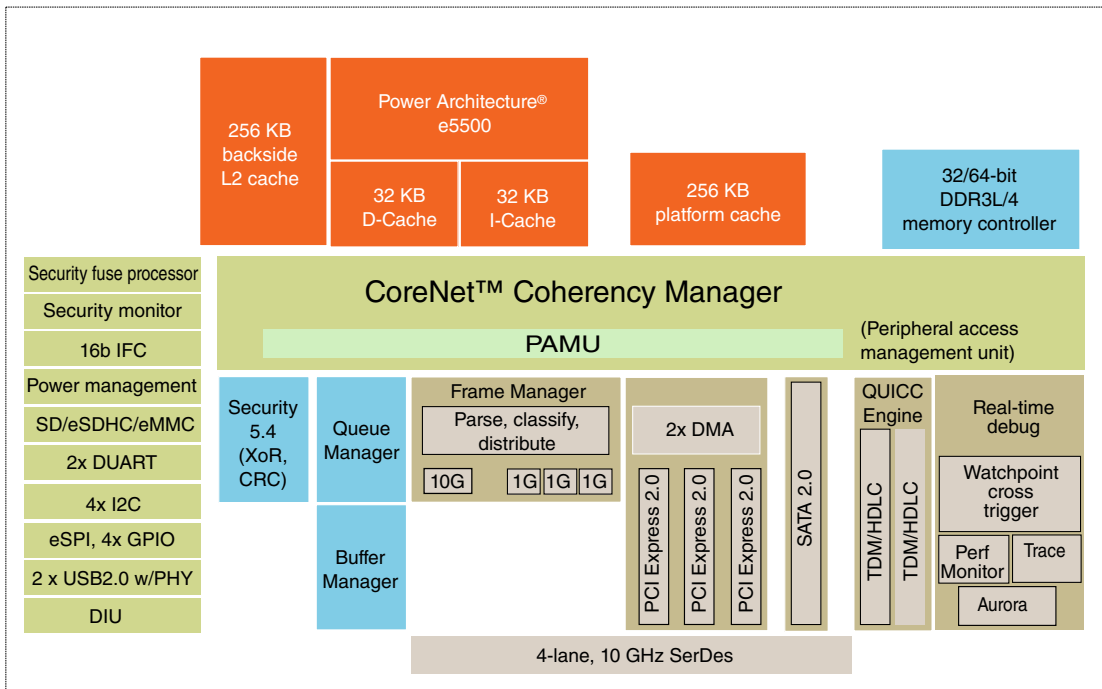 256 KB
backside
L2 cache
Power Architecture®
e5500
32 KB
D-Cache
32 KB
I-Cache
256 KB
platform cache
32/64-bit
DDR3L/4
memory controller
Security fuse processor
Security monitor
16b IFC
Power management
SD/eSDHC/eMMC
2x DUART
4x I2C
eSPI, 4x GPIO
2 x USB2.0 w/PHY
DIU
CoreNet™ Coherency Manager
PAMU
(Peripheral access
management unit)
Security
5.4
(XoR,
CRC)
Queue
Manager
Buffer
Manager
Frame Manager
Parse, classify,
distribute
10G
1G
1G
1G
2x DMA
PCI Express 2.0
PCI Express 2.0
PCI Express 2.0
SATA 2.0
QUICC
Engine
TDM/HDLC
TDM/HDLC
Real-time
debug
Watchpoint
cross
trigger
Perf
Monitor
Trace
Aurora
4-lane, 10 GHz SerDes